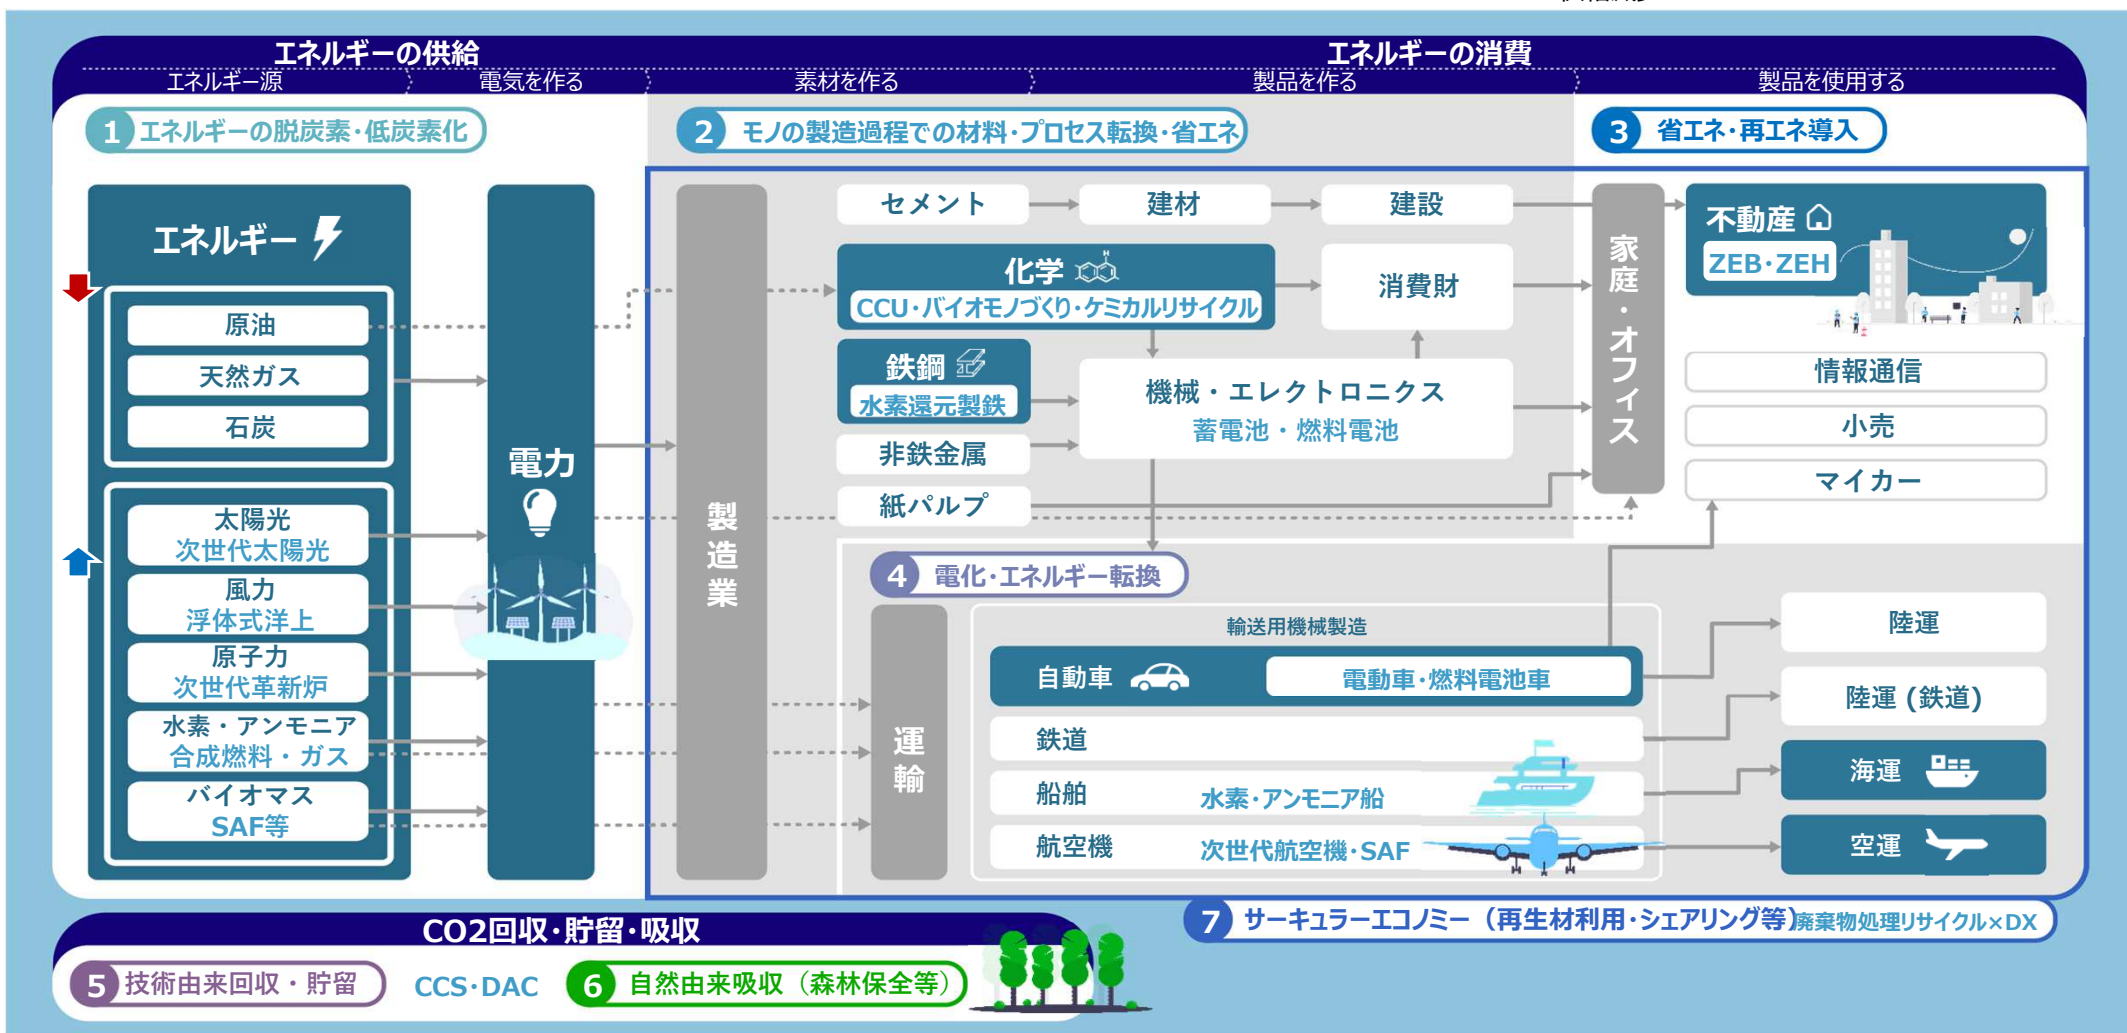 エネルギーの供給
エネルギーの消費
エネルギー源
電気を作る
素材を作る
製品を作る
製品を使用する
1 エネルギーの脱炭素・低炭素化
2 モノの製造過程での材料・プロセス転換・省エネ
3 省エネ・再エネ導入
エネルギー
原油
天然ガス
石炭
太陽光
次世代太陽光
風力
浮体式洋上
原子力
次世代革新炉
水素・アンモニア
合成燃料・ガス
バイオマス
SAF等
電力
製造業
セメント
建材
建設
化学
CCU・バイオモノづくり・ケミカルリサイクル
消費財
鉄鋼
水素還元製鉄
機械・エレクトロニクス
蓄電池・燃料電池
非鉄金属
紙パルプ
家庭・オフィス
不動産
ZEB・ZEH
情報通信
小売
マイカー
4 電化・エネルギー転換
運輸
輸送用機械製造
自動車
電動車・燃料電池車
鉄道
船舶
水素・アンモニア船
航空機
次世代航空機・SAF
陸運
陸運 (鉄道)
海運
空運
7 サーキュラーエコノミー（再生材利用・シェアリング等）廃棄物処理リサイクル×DX
CO2回収・貯留・吸収
5 技術由来回収・貯留
CCS・DAC
6 自然由来吸収（森林保全等）